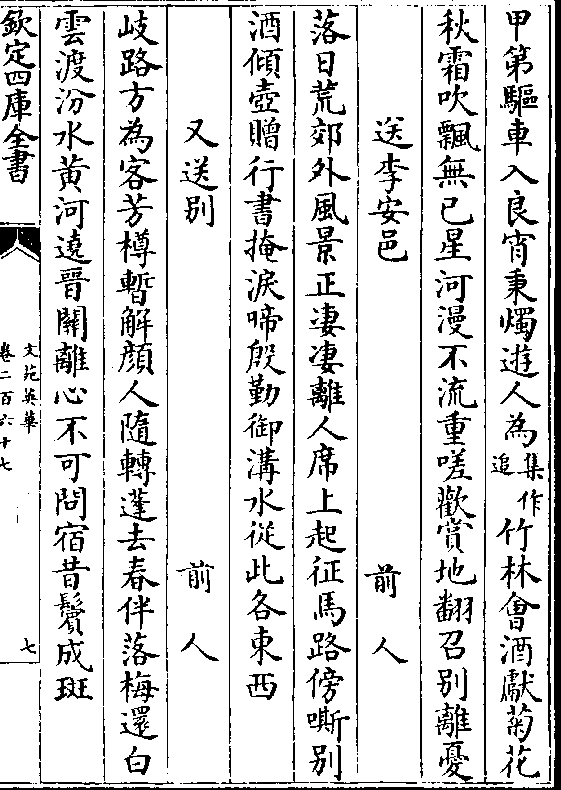 甲第驅車入良宵秉燭遊人為集作追竹林㑹酒獻菊花
秋霜吹飄無已星河漫不流重嗟歡賞地翻召別離憂
送李安邑 前人
落日荒郊外風景正凄凄離人席上起征馬路傍嘶别
酒傾壺贈行書掩淚啼殷勤御溝水從此各東西
又送别 前人
岐路方為客芳樽暫解顔人隨轉蓬去春伴落梅還白
雲渡汾水黄河遶晉關離心不可問宿昔鬢成斑
欽定四庫全書
文苑英華
卷二百六十七
七